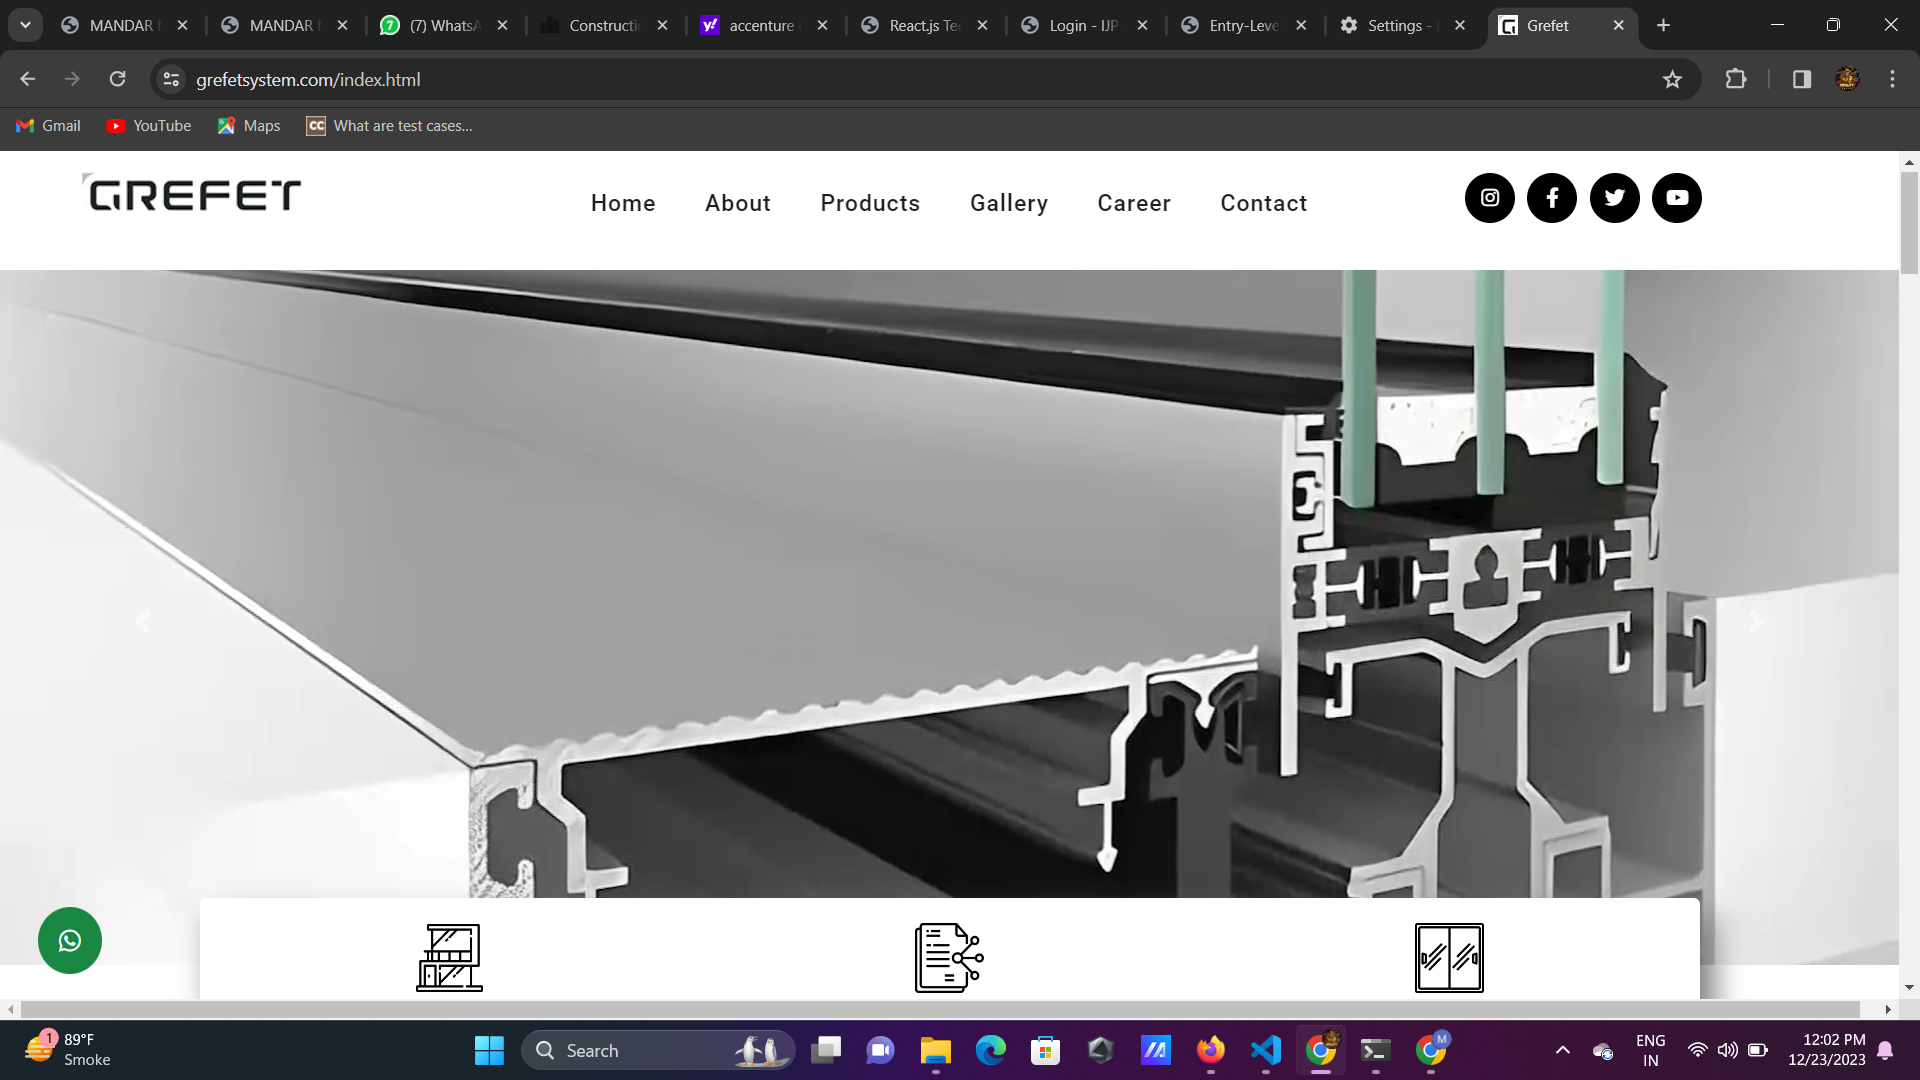 MANDAR
MANDAR
(7) WhatsA
Constructi
accenture
React.js Te
Login - IJP
Entry-Leve
Settings -
Grefet
grefetsystem.com/index.html
Gmail
YouTube
Maps
What are test cases...
GREFET
Home
About
Products
Gallery
Career
Contact
1
89°F
Smoke
Search
M
ENG
IN
12:02 PM
12/23/2023